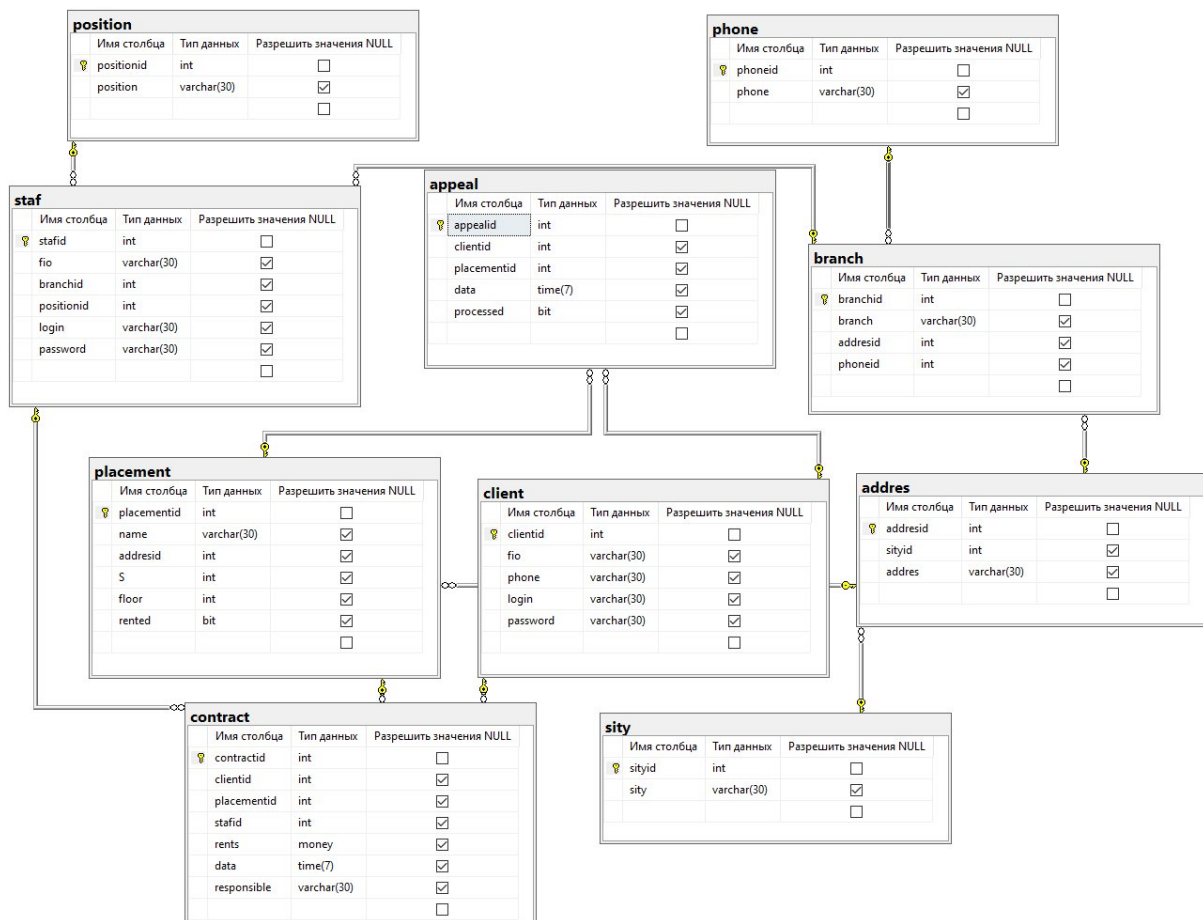 position
Имя столбца Тип данных Разрешить значения NULL
positionid int
position varchar(30)
phone
Имя столбца Тип данных Разрешить значения NULL
phoneid int
phone varchar(30)
staf
Имя столбца Тип данных Разрешить значения NULL
stafid int
fio varchar(30)
branchid int
positionid int
login varchar(30)
password varchar(30)
appeal
Имя столбца Тип данных Разрешить значения NULL
appealid int
clientid int
placementid int
data time(7)
processed bit
branch
Имя столбца Тип данных Разрешить значения NULL
branchid int
branch varchar(30)
addresid int
phoneid int
placement
Имя столбца Тип данных Разрешить значения NULL
placementid int
name varchar(30)
addresid int
S int
floor int
rented bit
client
Имя столбца Тип данных Разрешить значения NULL
clientid int
fio varchar(30)
phone varchar(30)
login varchar(30)
password varchar(30)
addres
Имя столбца Тип данных Разрешить значения NULL
addresid int
sityid int
addres varchar(30)
contract
Имя столбца Тип данных Разрешить значения NULL
contractid int
clientid int
placementid int
stafid int
rents money
data time(7)
responsible varchar(30)
sity
Имя столбца Тип данных Разрешить значения NULL
sityid int
sity varchar(30)